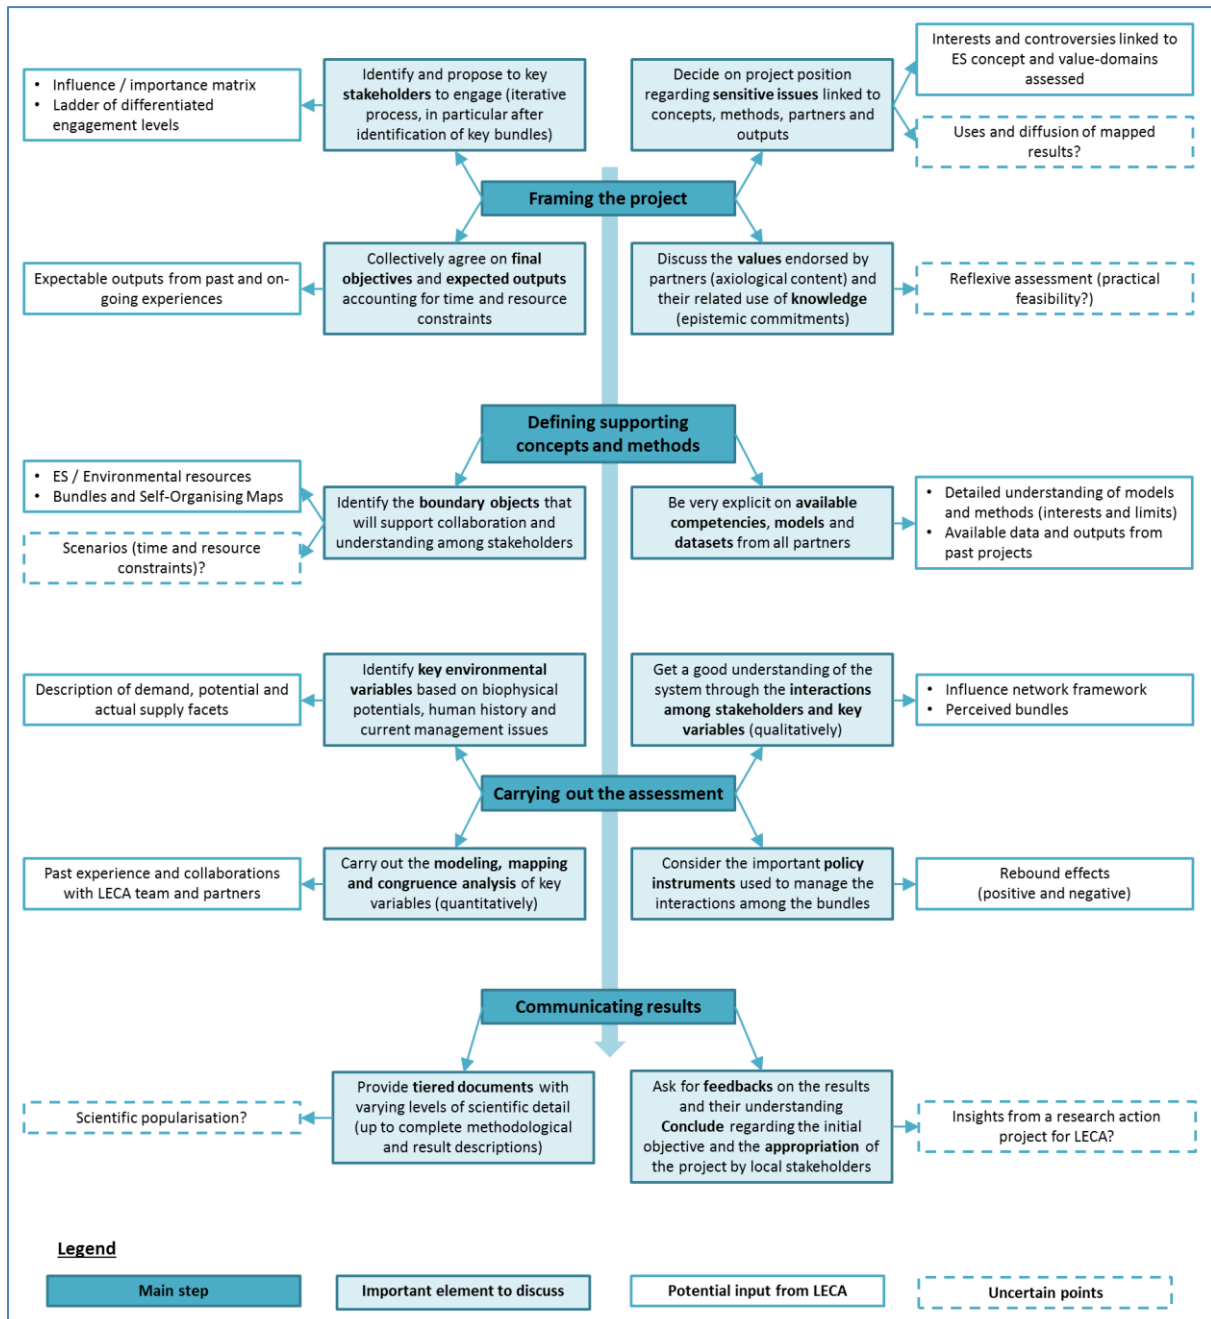 • Influence / importance matrix
• Ladder of differentiated
engagement levels
Identify and propose to key
stakeholders to engage (iterative
process, in particular after
identification of key bundles)
Decide on project position
regarding sensitive issues linked to
concepts, methods, partners and
outputs
Interests and controversies linked to
ES concept and value-domains
assessed
Uses and diffusion of mapped
results?
Framing the project
Expectable outputs from past and on-
going experiences
Collectively agree on final
objectives and expected outputs
accounting for time and resource
constraints
Discuss the values endorsed by
partners (axiological content) and
their related use of knowledge
(epistemic commitments)
Reflexive assessment (practical
feasibility?)
Defining supporting
concepts and methods
• ES / Environmental resources
• Bundles and Self-Organising Maps
Scenarios (time and resource
constraints)?
Identify the boundary objects that
will support collaboration and
understanding among stakeholders
Be very explicit on available
competencies, models and
datasets from all partners
• Detailed understanding of models
and methods (interests and limits)
• Available data and outputs from
past projects
Description of demand, potential and
actual supply facets
Identify key environmental
variables based on biophysical
potentials, human history and
current management issues
Get a good understanding of the
system through the interactions
among stakeholders and key
variables (qualitatively)
• Influence network framework
• Perceived bundles
Carrying out the assessment
Past experience and collaborations
with LECA team and partners
Carry out the modeling, mapping
and congruence analysis of key
variables (quantitatively)
Consider the important policy
instruments used to manage the
interactions among the bundles
Rebound effects
(positive and negative)
Communicating results
Scientific popularisation?
Provide tiered documents with
varying levels of scientific detail
(up to complete methodological
and result descriptions)
Ask for feedbacks on the results
and their understanding
Conclude regarding the initial
objective and the appropriation of
the project by local stakeholders
Insights from a research action
project for LECA?
Legend
Main step
Important element to discuss
Potential input from LECA
Uncertain points